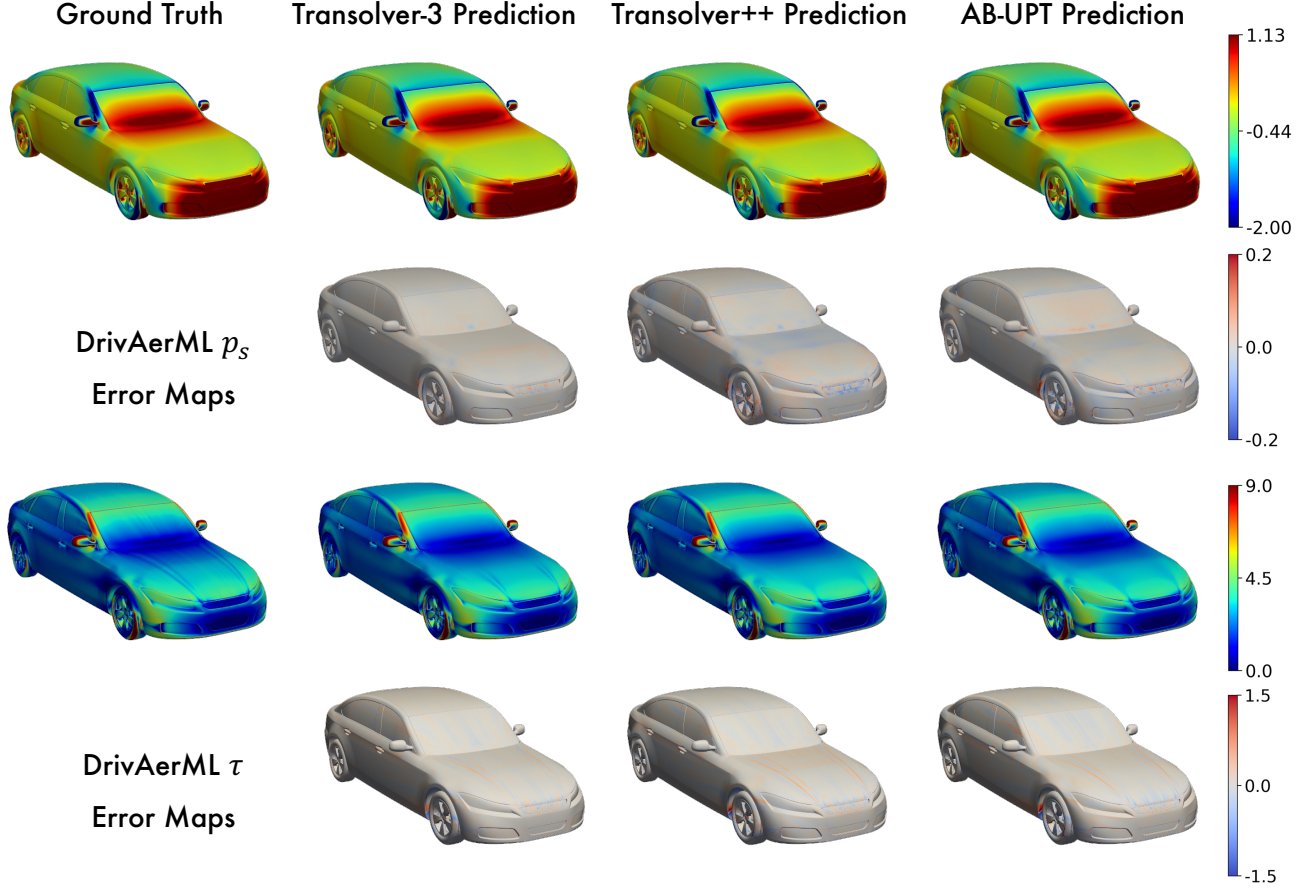 Ground Truth
Transolver-3 Prediction
Transolver++ Prediction
AB-UPT Prediction
1.13
-0.44
-2.00
DrivAerML pₛ
Error Maps
0.2
0.0
-0.2
9.0
4.5
0.0
DrivAerML τ
Error Maps
1.5
0.0
-1.5